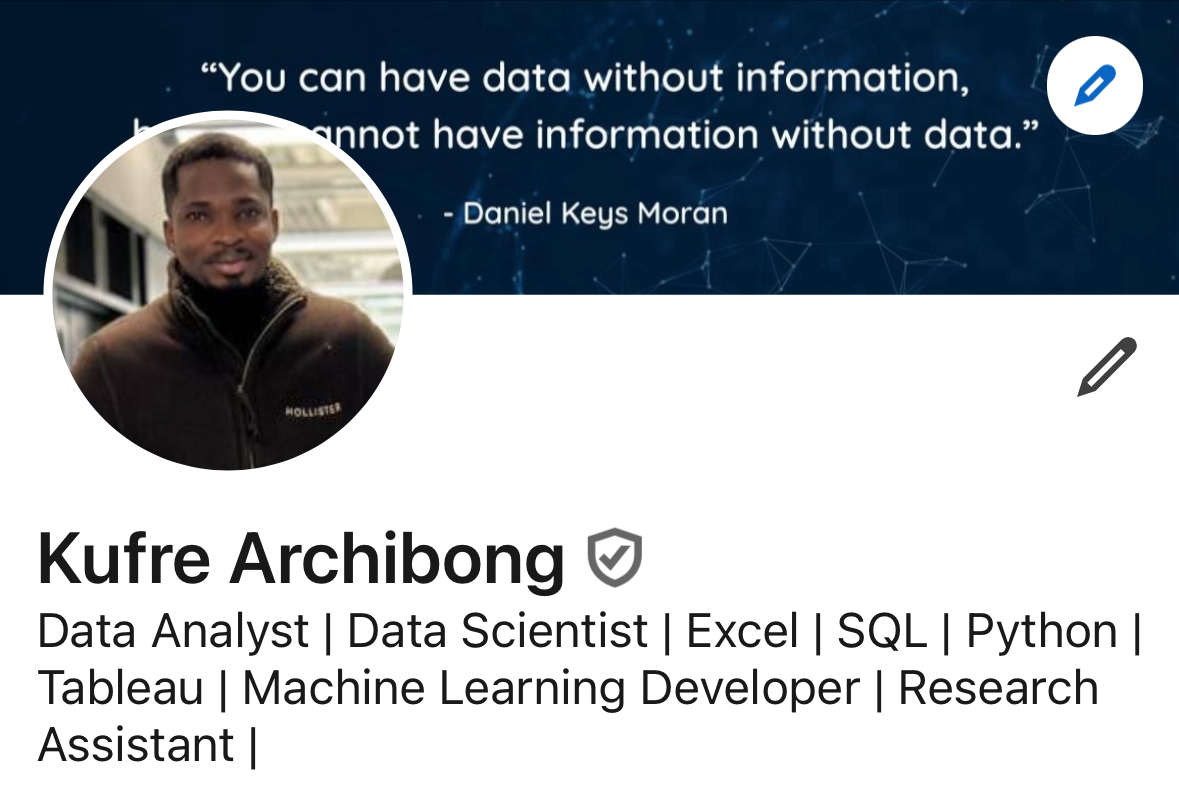 “You can have data without information,
annot have information without data.”
- Daniel Keys Moran
HOLLISTER
Kufre Archibong
Data Analyst | Data Scientist | Excel | SQL | Python |
Tableau | Machine Learning Developer | Research
Assistant |